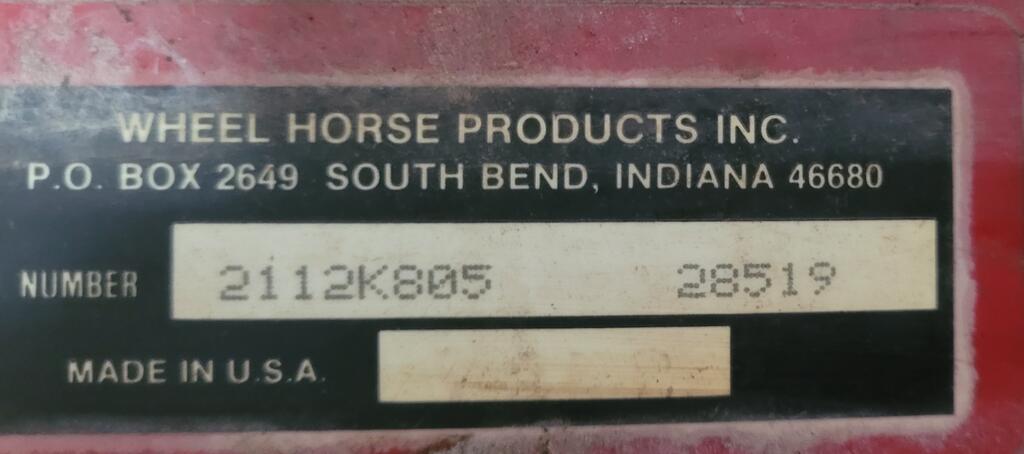 WHEEL HORSE PRODUCTS INC.
P.O. BOX 2649 SOUTH BEND, INDIANA 46680
NUMBER 2112K805 28519
MADE IN U.S.A.